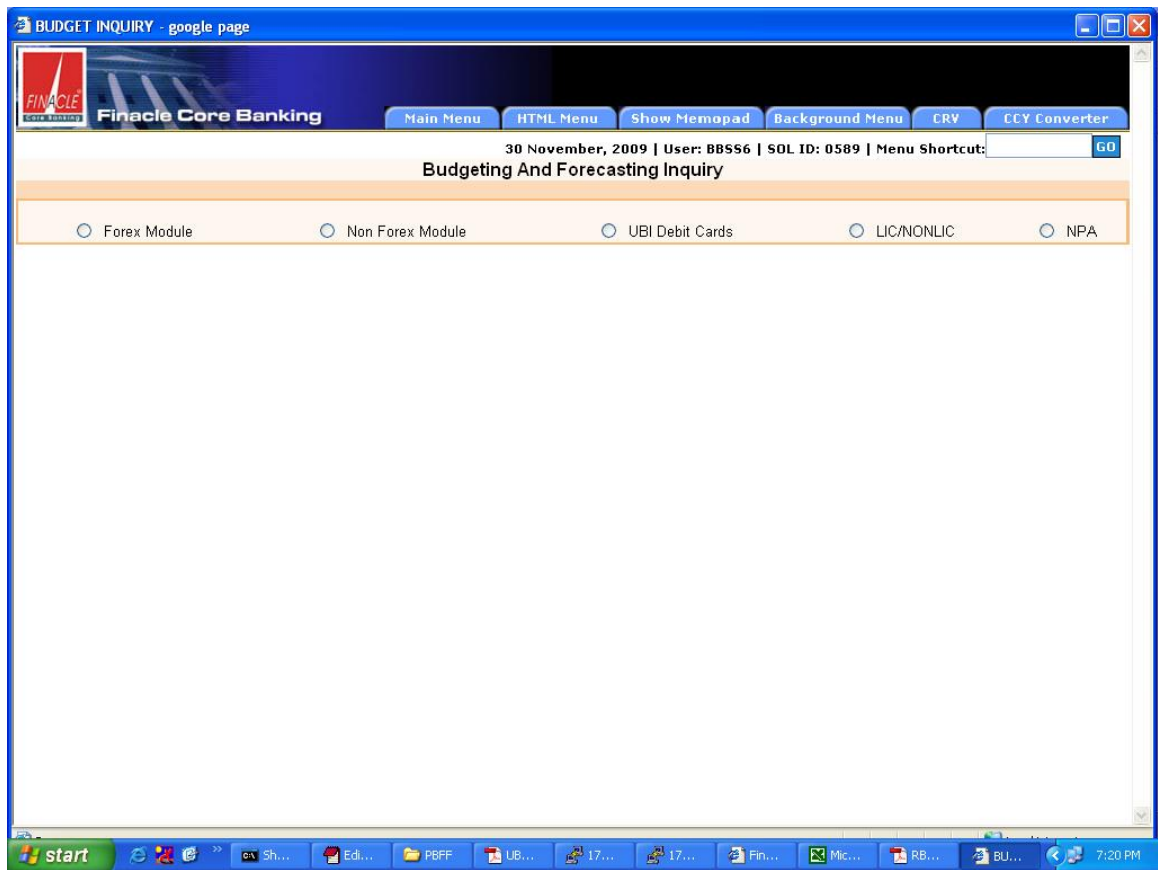 BUDGET INQUIRY - google page
FINACLE
Core Banking
Finacle Core Banking
Main Menu HTML Menu Show Memopad Background Menu CRV CCY Converter
30 November, 2009 | User: BBSS6 | SOL ID: 0589 | Menu Shortcut: GO
Budgeting And Forecasting Inquiry
Forex Module Non Forex Module UBI Debit Cards LIC/NONLIC NPA
start Sh... Edi... PBFF UB... 17... 17... Fin... Mic... RB... BU... 7:20 PM